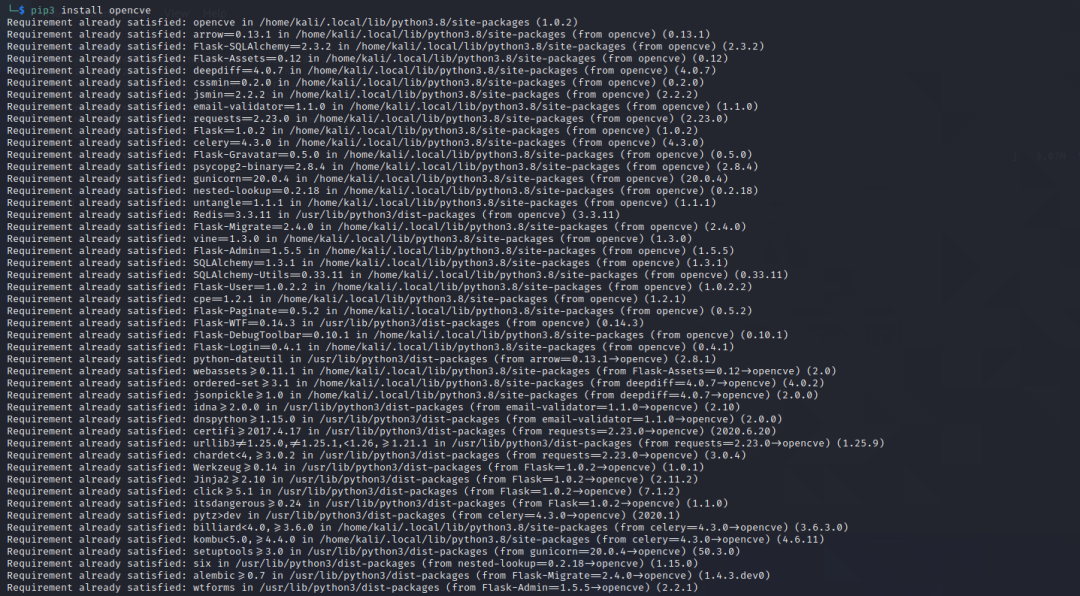 └─$ pip3 install opencve
Requirement already satisfied: opencve in /home/kali/.local/lib/python3.8/site-packages (1.0.2)
Requirement already satisfied: arrow==0.13.1 in /home/kali/.local/lib/python3.8/site-packages (from opencve) (0.13.1)
Requirement already satisfied: Flask-SQLAlchemy==2.3.2 in /home/kali/.local/lib/python3.8/site-packages (from opencve) (2.3.2)
Requirement already satisfied: Flask-Assets==0.12 in /home/kali/.local/lib/python3.8/site-packages (from opencve) (0.12)
Requirement already satisfied: deepdiff==4.0.7 in /home/kali/.local/lib/python3.8/site-packages (from opencve) (4.0.7)
Requirement already satisfied: cssmin==0.2.0 in /home/kali/.local/lib/python3.8/site-packages (from opencve) (0.2.0)
Requirement already satisfied: jsmin==2.2.2 in /home/kali/.local/lib/python3.8/site-packages (from opencve) (2.2.2)
Requirement already satisfied: email-validator==1.1.0 in /home/kali/.local/lib/python3.8/site-packages (from opencve) (1.1.0)
Requirement already satisfied: requests==2.23.0 in /home/kali/.local/lib/python3.8/site-packages (from opencve) (2.23.0)
Requirement already satisfied: Flask==1.0.2 in /home/kali/.local/lib/python3.8/site-packages (from opencve) (1.0.2)
Requirement already satisfied: celery==4.3.0 in /home/kali/.local/lib/python3.8/site-packages (from opencve) (4.3.0)
Requirement already satisfied: Flask-Gravatar==0.5.0 in /home/kali/.local/lib/python3.8/site-packages (from opencve) (0.5.0)
Requirement already satisfied: psycopg2-binary==2.8.4 in /home/kali/.local/lib/python3.8/site-packages (from opencve) (2.8.4)
Requirement already satisfied: gunicorn==20.0.4 in /home/kali/.local/lib/python3.8/site-packages (from opencve) (20.0.4)
Requirement already satisfied: nested-lookup==0.2.18 in /home/kali/.local/lib/python3.8/site-packages (from opencve) (0.2.18)
Requirement already satisfied: untangle==1.1.1 in /home/kali/.local/lib/python3.8/site-packages (from opencve) (1.1.1)
Requirement already satisfied: Redis==3.3.11 in /usr/lib/python3/dist-packages (from opencve) (3.3.11)
Requirement already satisfied: Flask-Migrate==2.4.0 in /home/kali/.local/lib/python3.8/site-packages (from opencve) (2.4.0)
Requirement already satisfied: vine==1.3.0 in /home/kali/.local/lib/python3.8/site-packages (from opencve) (1.3.0)
Requirement already satisfied: Flask-Admin==1.5.5 in /home/kali/.local/lib/python3.8/site-packages (from opencve) (1.5.5)
Requirement already satisfied: SQLAlchemy==1.3.1 in /home/kali/.local/lib/python3.8/site-packages (from opencve) (1.3.1)
Requirement already satisfied: SQLAlchemy-Utils==0.33.11 in /home/kali/.local/lib/python3.8/site-packages (from opencve) (0.33.11)
Requirement already satisfied: Flask-User==1.0.2.2 in /home/kali/.local/lib/python3.8/site-packages (from opencve) (1.0.2.2)
Requirement already satisfied: cpe==1.2.1 in /home/kali/.local/lib/python3.8/site-packages (from opencve) (1.2.1)
Requirement already satisfied: Flask-Paginate==0.5.2 in /home/kali/.local/lib/python3.8/site-packages (from opencve) (0.5.2)
Requirement already satisfied: Flask-WTF==0.14.3 in /usr/lib/python3/dist-packages (from opencve) (0.14.3)
Requirement already satisfied: Flask-DebugToolbar==0.10.1 in /home/kali/.local/lib/python3.8/site-packages (from opencve) (0.10.1)
Requirement already satisfied: Flask-Login==0.4.1 in /home/kali/.local/lib/python3.8/site-packages (from opencve) (0.4.1)
Requirement already satisfied: python-dateutil in /usr/lib/python3/dist-packages (from arrow==0.13.1→opencve) (2.8.1)
Requirement already satisfied: webassets≥0.11.1 in /home/kali/.local/lib/python3.8/site-packages (from Flask-Assets==0.12→opencve) (2.0)
Requirement already satisfied: ordered-set≥3.1 in /home/kali/.local/lib/python3.8/site-packages (from deepdiff==4.0.7→opencve) (4.0.2)
Requirement already satisfied: jsonpickle≥1.0 in /home/kali/.local/lib/python3.8/site-packages (from deepdiff==4.0.7→opencve) (2.0.0)
Requirement already satisfied: idna≥2.0.0 in /usr/lib/python3/dist-packages (from email-validator==1.1.0→opencve) (2.10)
Requirement already satisfied: dnspython≥1.15.0 in /usr/lib/python3/dist-packages (from email-validator==1.1.0→opencve) (2.0.0)
Requirement already satisfied: certifi≥2017.4.17 in /usr/lib/python3/dist-packages (from requests==2.23.0→opencve) (2020.6.20)
Requirement already satisfied: urllib3≠1.25.0,≠1.25.1,<1.26,≥1.21.1 in /usr/lib/python3/dist-packages (from requests==2.23.0→opencve) (1.25.9)
Requirement already satisfied: chardet<4,≥3.0.2 in /usr/lib/python3/dist-packages (from requests==2.23.0→opencve) (3.0.4)
Requirement already satisfied: Werkzeug≥0.14 in /usr/lib/python3/dist-packages (from Flask==1.0.2→opencve) (1.0.1)
Requirement already satisfied: Jinja2≥2.10 in /usr/lib/python3/dist-packages (from Flask==1.0.2→opencve) (2.11.2)
Requirement already satisfied: click≥5.1 in /usr/lib/python3/dist-packages (from Flask==1.0.2→opencve) (7.1.2)
Requirement already satisfied: itsdangerous≥0.24 in /usr/lib/python3/dist-packages (from Flask==1.0.2→opencve) (1.1.0)
Requirement already satisfied: pytz>dev in /usr/lib/python3/dist-packages (from celery==4.3.0→opencve) (2020.1)
Requirement already satisfied: billiard<4.0,≥3.6.0 in /home/kali/.local/lib/python3.8/site-packages (from celery==4.3.0→opencve) (3.6.3.0)
Requirement already satisfied: kombu<5.0,≥4.4.0 in /home/kali/.local/lib/python3.8/site-packages (from celery==4.3.0→opencve) (4.6.11)
Requirement already satisfied: setuptools≥3.0 in /usr/lib/python3/dist-packages (from gunicorn==20.0.4→opencve) (50.3.0)
Requirement already satisfied: six in /usr/lib/python3/dist-packages (from nested-lookup==0.2.18→opencve) (1.15.0)
Requirement already satisfied: alembic≥0.7 in /usr/lib/python3/dist-packages (from Flask-Migrate==2.4.0→opencve) (1.4.3.dev0)
Requirement already satisfied: wtforms in /usr/lib/python3/dist-packages (from Flask-Admin==1.5.5→opencve) (2.2.1)